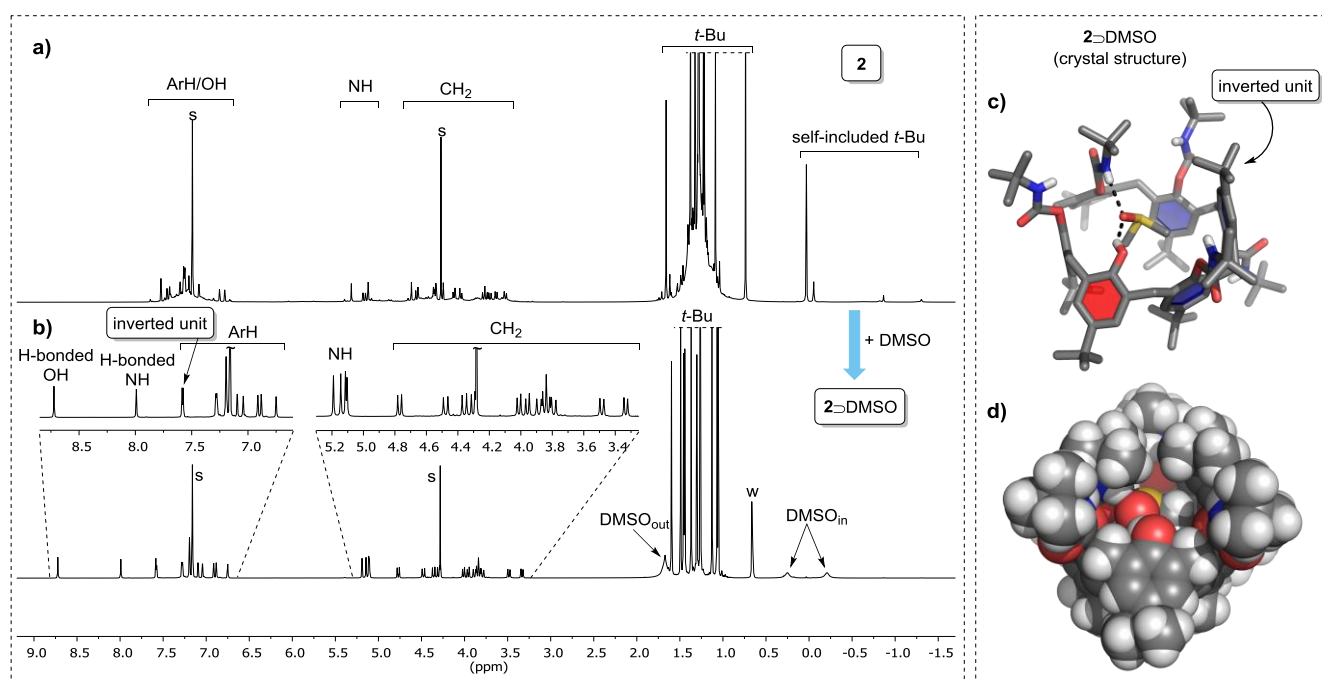 a)
ArH/OH
s
NH
CH2
s
t-Bu
2
self-included t-Bu
b)
inverted unit
ArH
H-bonded
OH
H-bonded
NH
8.5 8.0 7.5 7.0
NH
CH2
5.2 5.0 4.8 4.6 4.4 4.2 4.0 3.8 3.6 3.4
t-Bu
+ DMSO
2⊃DMSO
s
s
DMSOout
w
DMSOin
9.0 8.5 8.0 7.5 7.0 6.5 6.0 5.5 5.0 4.5 4.0 3.5 3.0 2.5 2.0 1.5 1.0 0.5 0.0 -0.5 -1.0 -1.5
(ppm)
2⊃DMSO
(crystal structure)
c)
inverted unit
d)